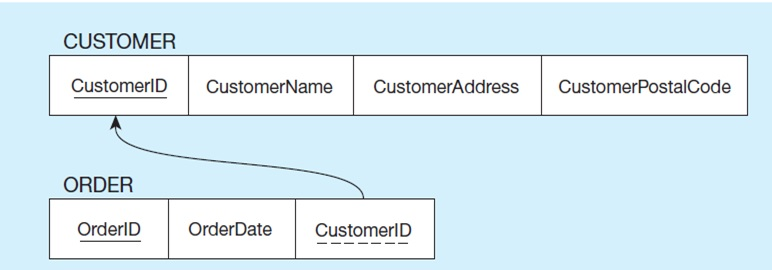 CUSTOMER
CustomerID CustomerName CustomerAddress CustomerPostalCode
ORDER
OrderID OrderDate CustomerID